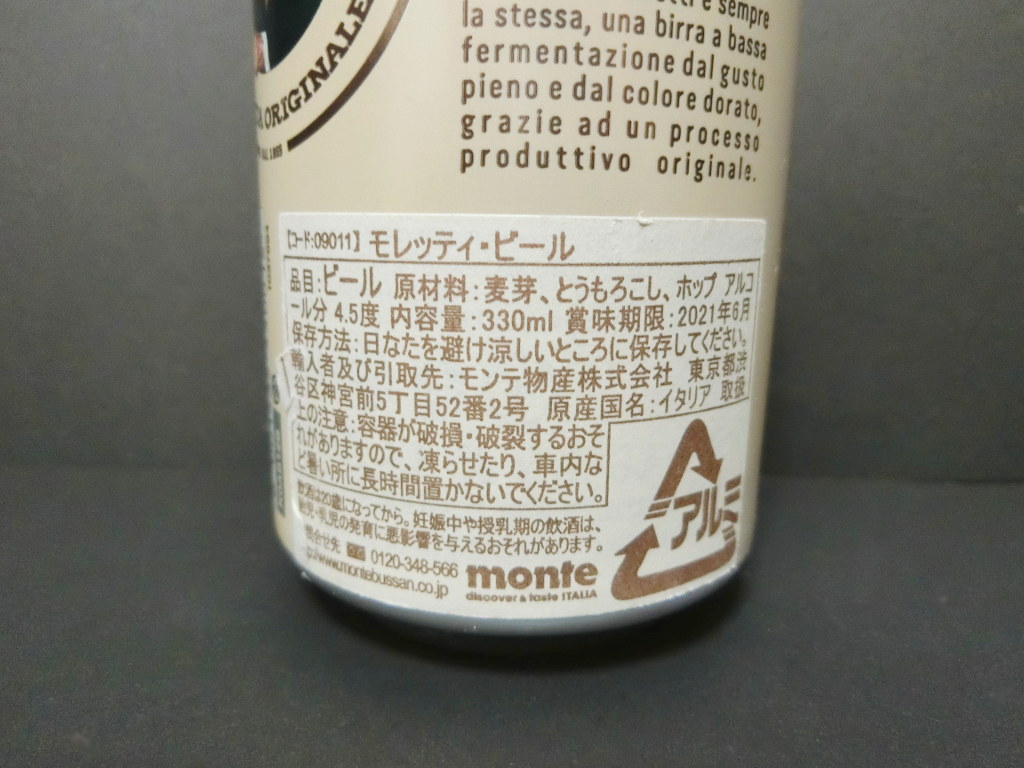 ORIGINALE
è sempre
la stessa, una birra a bassa
fermentazione dal gusto
pieno e dal colore dorato,
grazie ad un processo
produttivo originale.
【コード:09011】モレッティ・ビール
品目:ビール 原材料:麦芽、とうもろこし、ホップ アルコ
ール分 4.5度 内容量:330ml 賞味期限:2021年6月
保存方法:日なたを避け涼しいところに保存してください。
輸入者及び引取先:モンテ物産株式会社 東京都渋
谷区神宮前5丁目52番2号 原産国名:イタリア 取扱
上の注意:容器が破損・破裂するおそ
れがありますので、凍らせたり、車内な
ど暑い所に長時間置かないでください。
飲酒は20歳になってから。妊娠中や授乳期の飲酒は、
胎児・乳児の発育に悪影響を与えるおそれがあります。
0120-348-566
www.montebussan.co.jp
monte
discover & taste ITALIA
アルミ